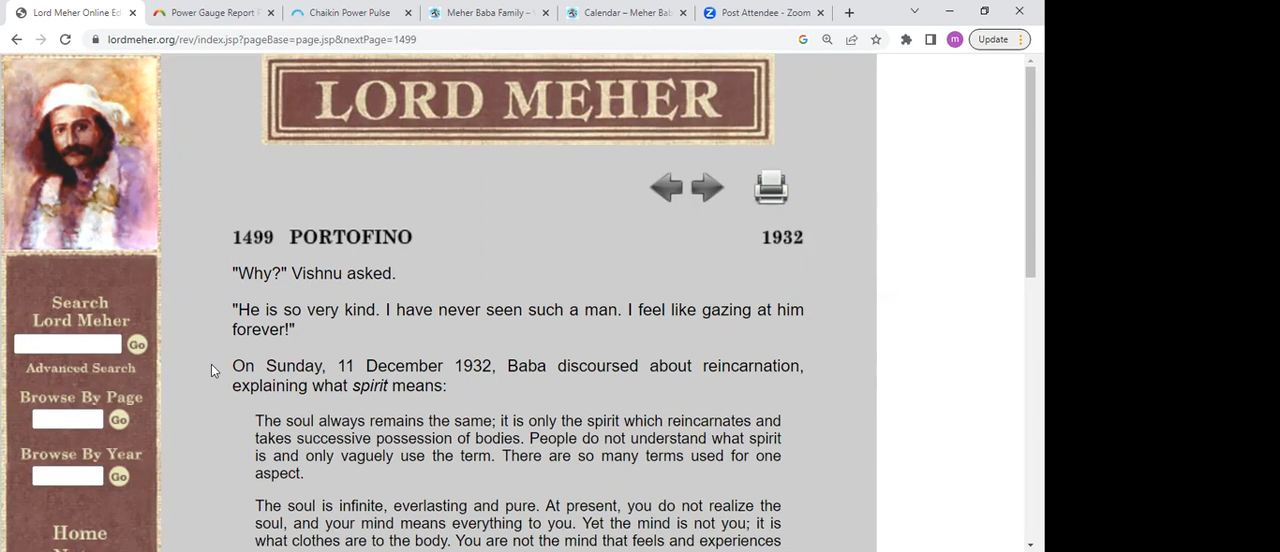 Lord Meher Online Ed
Power Gauge Report
Chaikin Power Pulse
Meher Baba Family –
Calendar – Meher Bab
Post Attendee - Zoom
lordmeher.org/rev/index.jsp?pageBase=page.jsp&nextPage=1499
m
Update
LORD MEHER
1499 PORTOFINO 1932
"Why?" Vishnu asked.
"He is so very kind. I have never seen such a man. I feel like gazing at him
forever!"
On Sunday, 11 December 1932, Baba discoursed about reincarnation,
explaining what spirit means:
The soul always remains the same; it is only the spirit which reincarnates and
takes successive possession of bodies. People do not understand what spirit
is and only vaguely use the term. There are so many terms used for one
aspect.
The soul is infinite, everlasting and pure. At present, you do not realize the
soul, and your mind means everything to you. Yet the mind is not you; it is
what clothes are to the body. You are not the mind that feels and experiences
Search
Lord Meher
Go
Advanced Search
Browse By Page
Go
Browse By Year
Go
Home